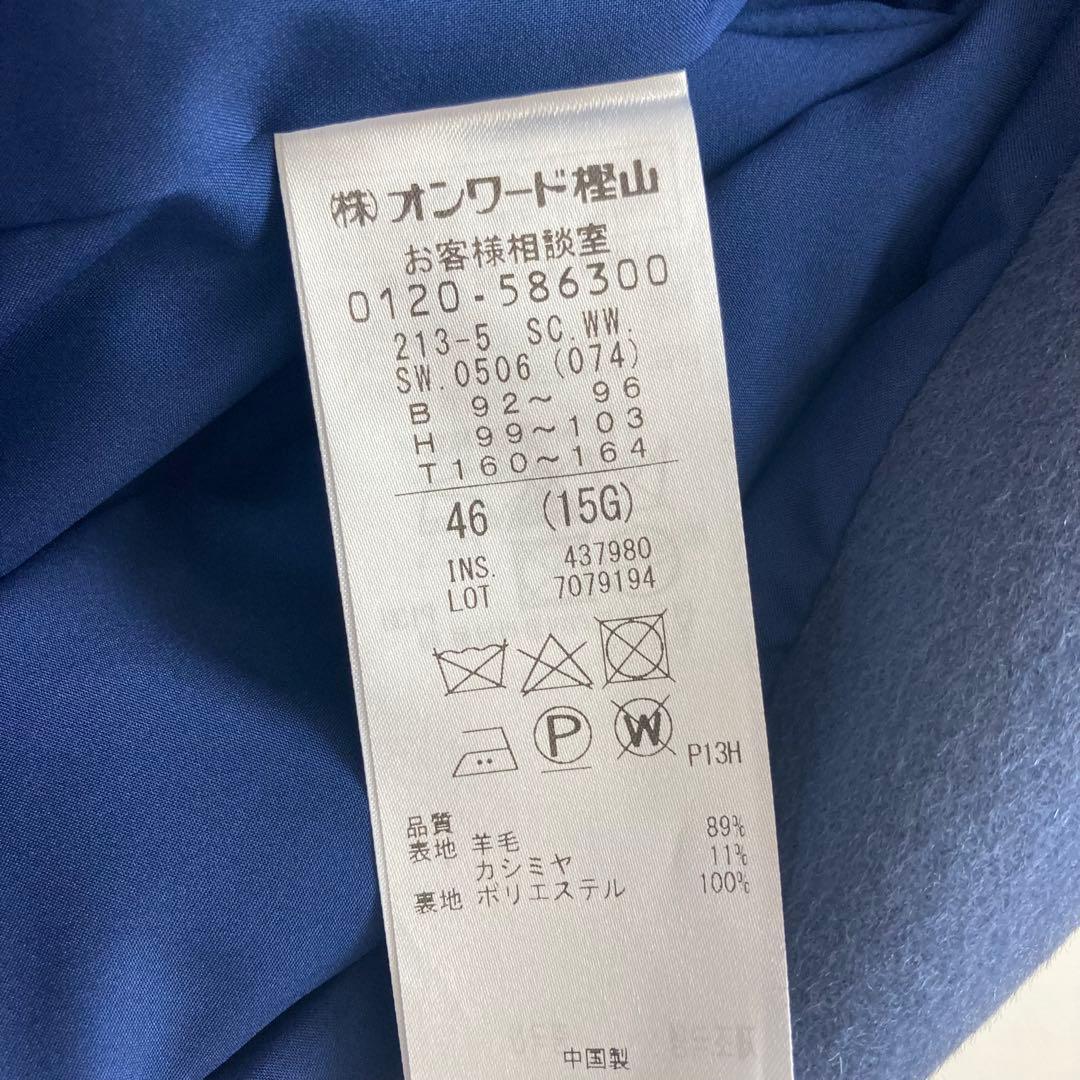 (株)オンワード樫山
お客様相談室
0120-586300
213-5 SC.WW.
SW.0506 (074)
B 92～ 96
H 99～103
T 160～164
46 (15G)
INS. 437980
LOT 7079194
P
W
P13H
品質
表地 羊毛 89%
カシミヤ 11%
裏地 ポリエステル 100%
中国製